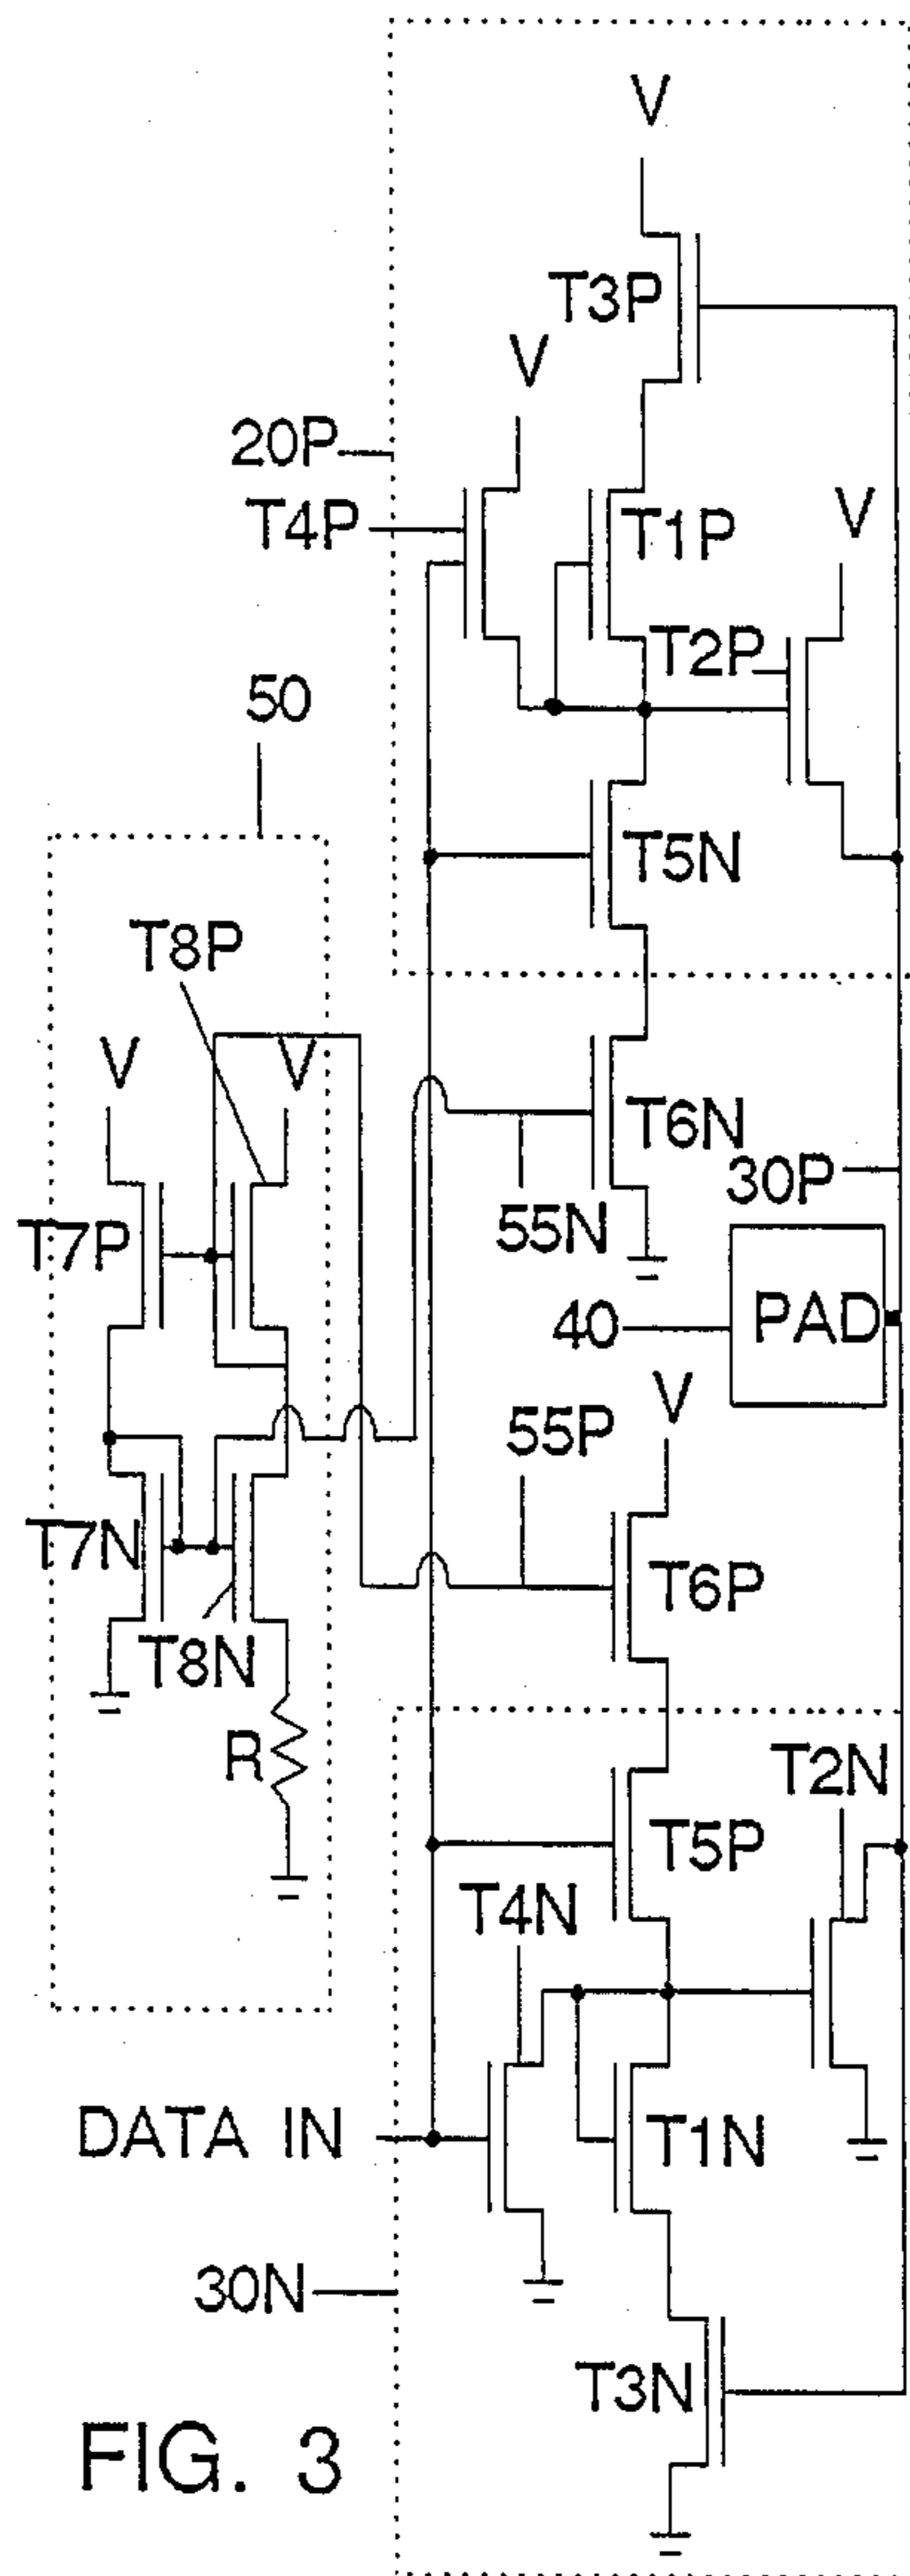 V
T3P
V
20P
T4P
T1P
V
T2P
50
T5N
T8P
V
V
T6N
30P
T7P
55N
40
PAD
V
55P
T7N
T6P
T8N
R
T2N
T5P
T4N
DATA IN
T1N
30N
T3N
FIG. 3